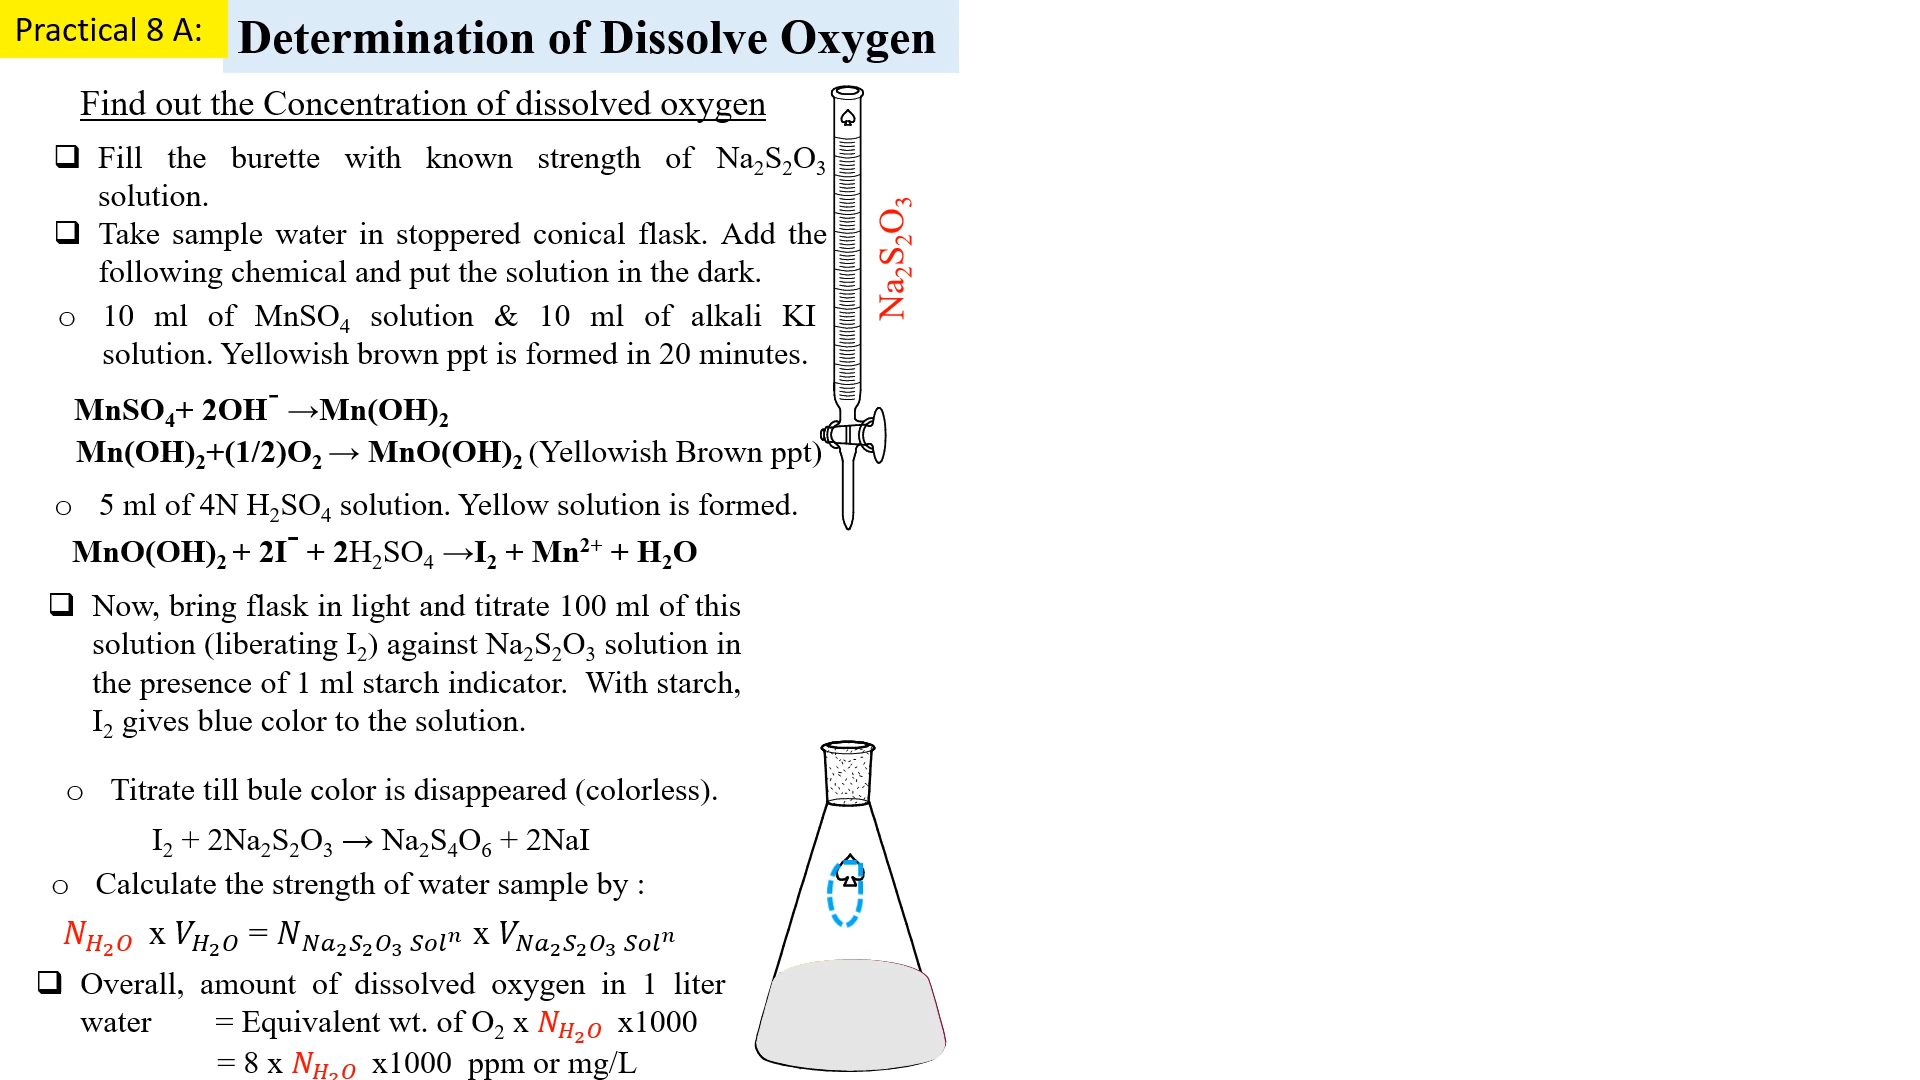 Practical 8 A:
Determination of Dissolve Oxygen
Find out the Concentration of dissolved oxygen
❑ Fill the burette with known strength of Na₂S₂O₃
solution.
❑ Take sample water in stoppered conical flask. Add the
following chemical and put the solution in the dark.
o 10 ml of MnSO₄ solution & 10 ml of alkali KI
solution. Yellowish brown ppt is formed in 20 minutes.
MnSO₄+ 2OH⁻ →Mn(OH)₂
Mn(OH)₂+(1/2)O₂ → MnO(OH)₂ (Yellowish Brown ppt)
o 5 ml of 4N H₂SO₄ solution. Yellow solution is formed.
MnO(OH)₂ + 2I⁻ + 2H₂SO₄ →I₂ + Mn²⁺ + H₂O
❑ Now, bring flask in light and titrate 100 ml of this
solution (liberating I₂) against Na₂S₂O₃ solution in
the presence of 1 ml starch indicator. With starch,
I₂ gives blue color to the solution.
o Titrate till bule color is disappeared (colorless).
I₂ + 2Na₂S₂O₃ → Na₂S₄O₆ + 2NaI
o Calculate the strength of water sample by :
N_H₂O x V_H₂O = N_Na₂S₂O₃ Solⁿ x V_Na₂S₂O₃ Solⁿ
❑ Overall, amount of dissolved oxygen in 1 liter
water = Equivalent wt. of O₂ x N_H₂O x1000
= 8 x N_H₂O x1000 ppm or mg/L
Na₂S₂O₃